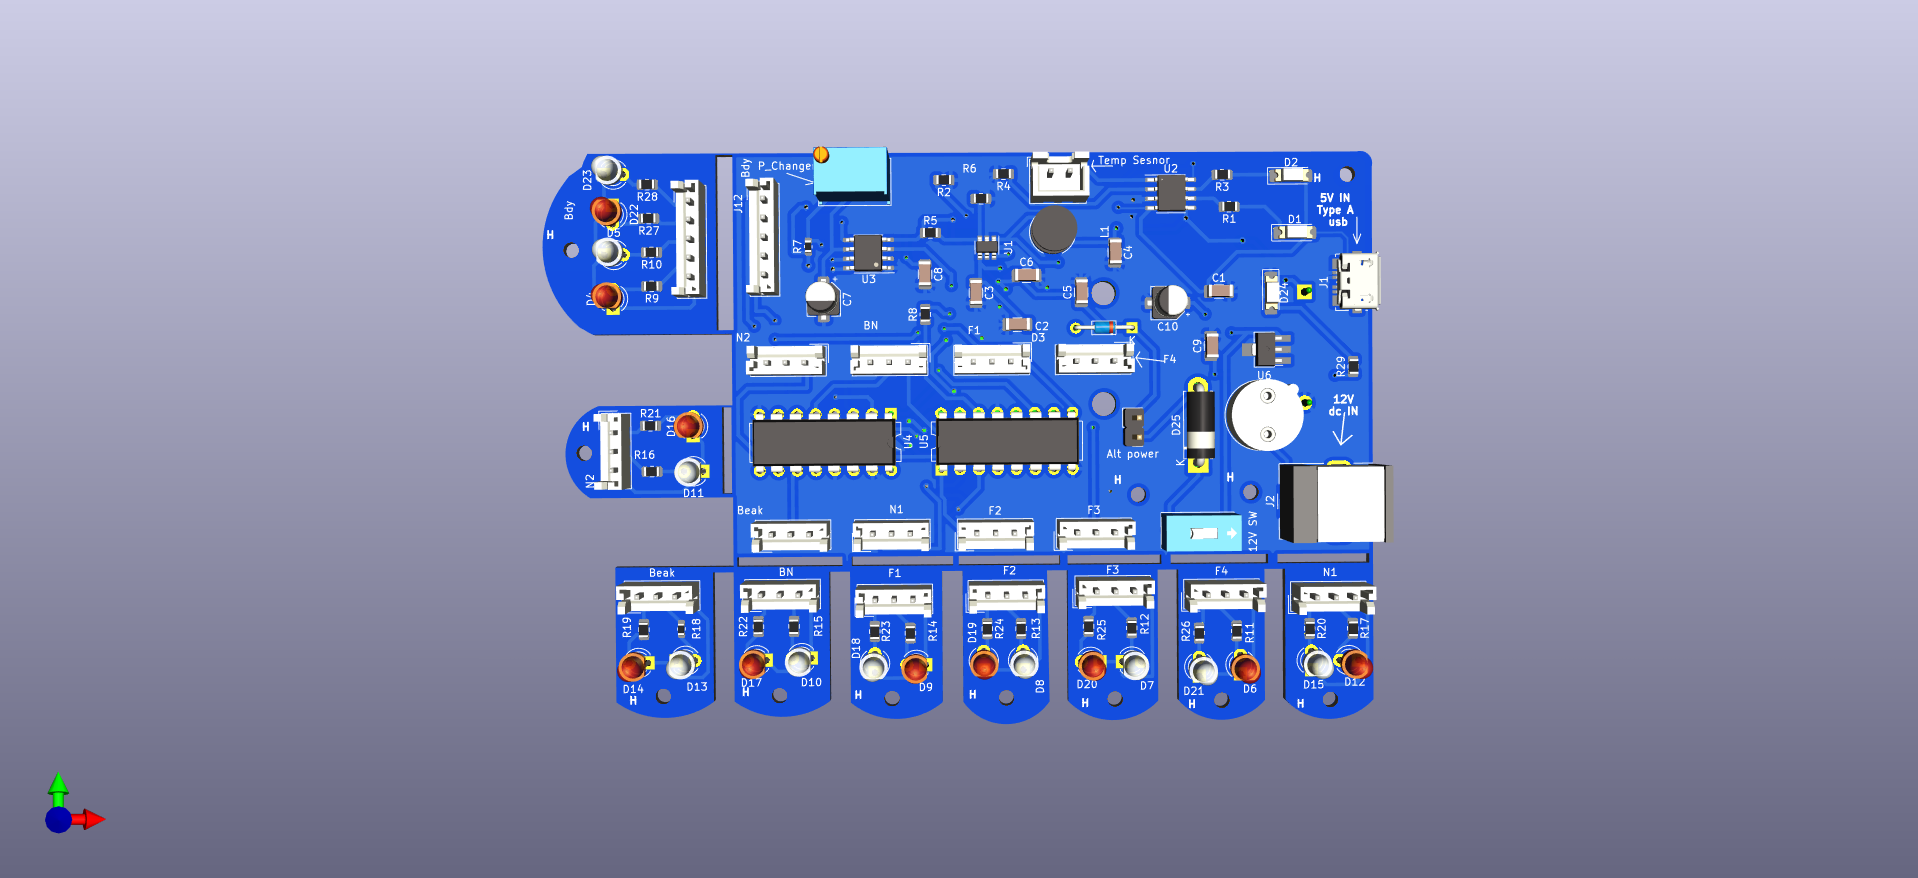 D23
R28
Bdy
D22
R27
D5
H
R10
D4
R9
Bdy
J12
P_Change
R7
U3
C7
C8
BN
R8
R5
R2
R6
R4
U1
C3
C6
C2
C5
F1
D3
L1
C4
Temp Sesnor
U2
R3
R1
D2
H
D1
5V IN
Type A
usb
J1
C1
D24
C10
K
F4
C9
U6
R29
12V
dc IN
N2
R21
D16
H
R16
N2
D11
U4
U5
Alt power
D25
K
H
H
J2
12V SW
Beak
N1
F2
F3
Beak
R19
R18
D14
D13
H
BN
R22
R15
D17
D10
H
F1
D18
R23
R14
D9
H
F2
D19
R24
R13
D8
H
F3
R25
R12
D20
D7
H
F4
R26
R11
D21
D6
H
N1
R20
R17
D15
D12
H